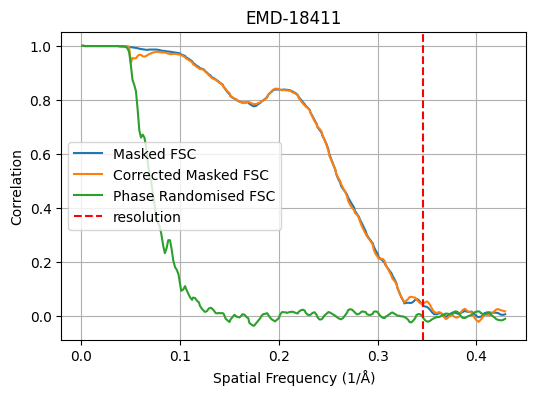 EMD-18411
1.0
0.8
0.6
0.4
0.2
0.0
Correlation
Masked FSC
Corrected Masked FSC
Phase Randomised FSC
resolution
0.0 0.1 0.2 0.3 0.4
Spatial Frequency (1/Å)